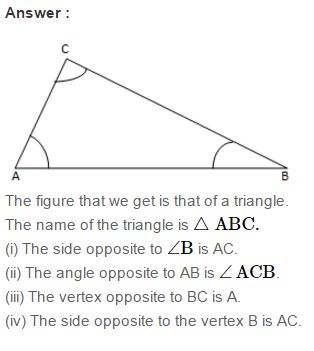 Answer :
C
A
B
The figure that we get is that of a triangle.
The name of the triangle is △ ABC.
(i) The side opposite to ∠B is AC.
(ii) The angle opposite to AB is ∠ ACB.
(iii) The vertex opposite to BC is A.
(iv) The side opposite to the vertex B is AC.